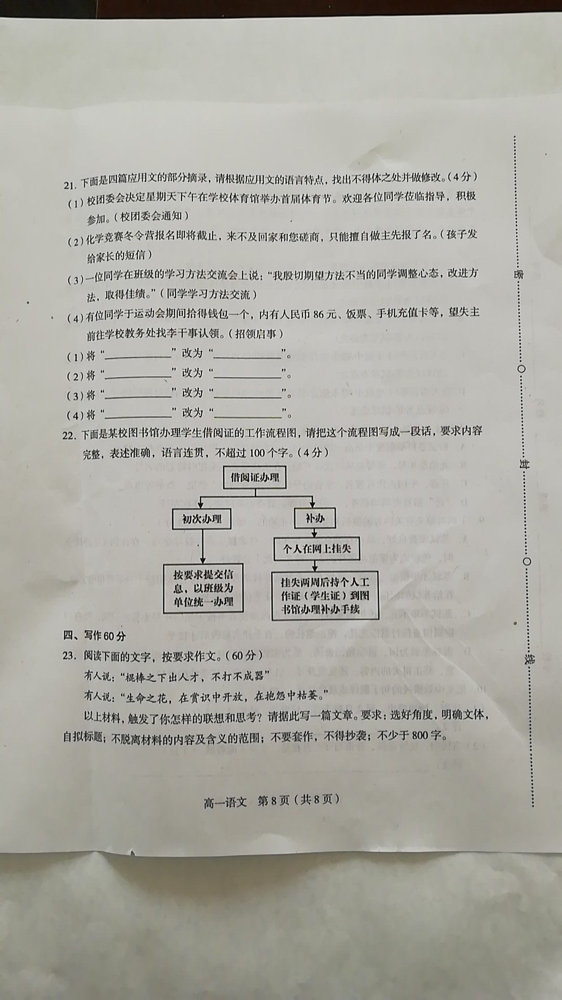 21. 下面是四篇应用文的部分摘录，请根据应用文的语言特点，找出不得体之处并做修改。(4分)
(1)校团委会决定星期天下午在学校体育馆举办首届体育节。欢迎各位同学莅临指导，积极
参加。(校团委会通知)
(2)化学竞赛冬令营报名即将截止，来不及回家和您磋商，只能擅自做主先报了名。(孩子发
给家长的短信)
(3)一位同学在班级的学习方法交流会上说：“我殷切期望方法不当的同学调整心态，改进方
法，取得佳绩。”(同学学习方法交流)
(4)有位同学于运动会期间拾得钱包一个，内有人民币86元、饭票、手机充值卡等，望失主
前往学校教务处找李干事认领。(招领启事)
(1)将“____________”改为“____________”。
(2)将“____________”改为“____________”。
(3)将“____________”改为“____________”。
(4)将“____________”改为“____________”。
22. 下面是某校图书馆办理学生借阅证的工作流程图，请把这个流程图写成一段话，要求内容
完整，表述准确，语言连贯，不超过100个字。(4分)
借阅证办理
初次办理
补办
个人在网上挂失
按要求提交信
息，以班级为
单位统一办理
挂失两周后持个人工
作证(学生证)到图
书馆办理补办手续
四、写作60分
23. 阅读下面的文字，按要求作文。(60分)
有人说：“棍棒之下出人才，不打不成器”
有人说：“生命之花，在赏识中开放，在抱怨中枯萎。”
以上材料，触发了你怎样的联想和思考？请据此写一篇文章。要求：选好角度，明确文体，
自拟标题；不脱离材料的内容及含义的范围；不要套作，不得抄袭；不少于800字。
高一语文 第8页(共8页)
密
封
线